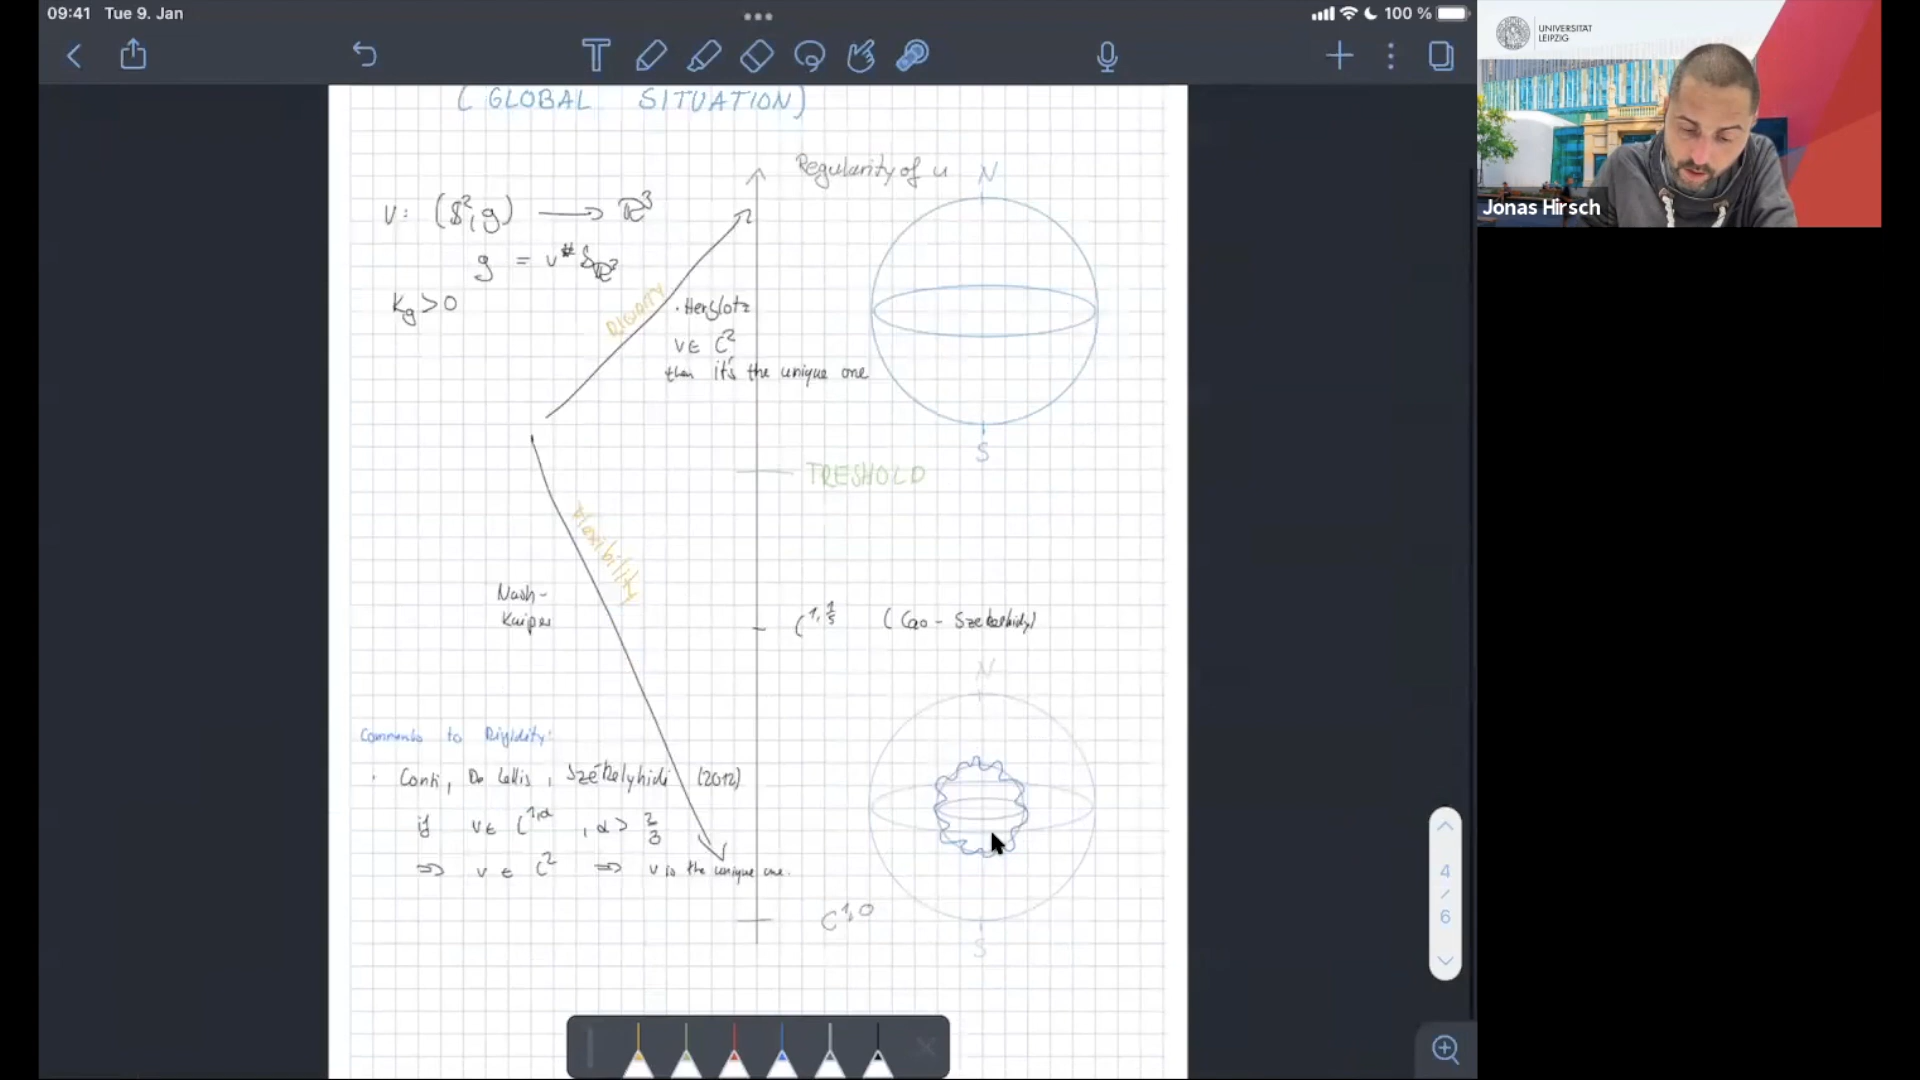 09:41 Tue 9. Jan
100 %
UNIVERSITÄT
LEIPZIG
Jonas Hirsch
(GLOBAL SITUATION)
Regularity of u
N
v: (S², g) ⟶ ℝ³
g = v# δℝ³
Kg > 0
RIGIDITY
· Herglotz
v ∈ C²
then it's the unique one
S
TRESHOLD
Flexibility
Nash-
Kuiper
C^{1,1/5} (Cao - Szekelhidy)
N
Comments to Rigidity:
· Conti, De Lellis, Székelyhidi (2012)
if v ∈ C^{1,α}, α > 2/3
⇒ v ∈ C² ⇒ v is the unique one.
C^{1,0}
S
4
/
6